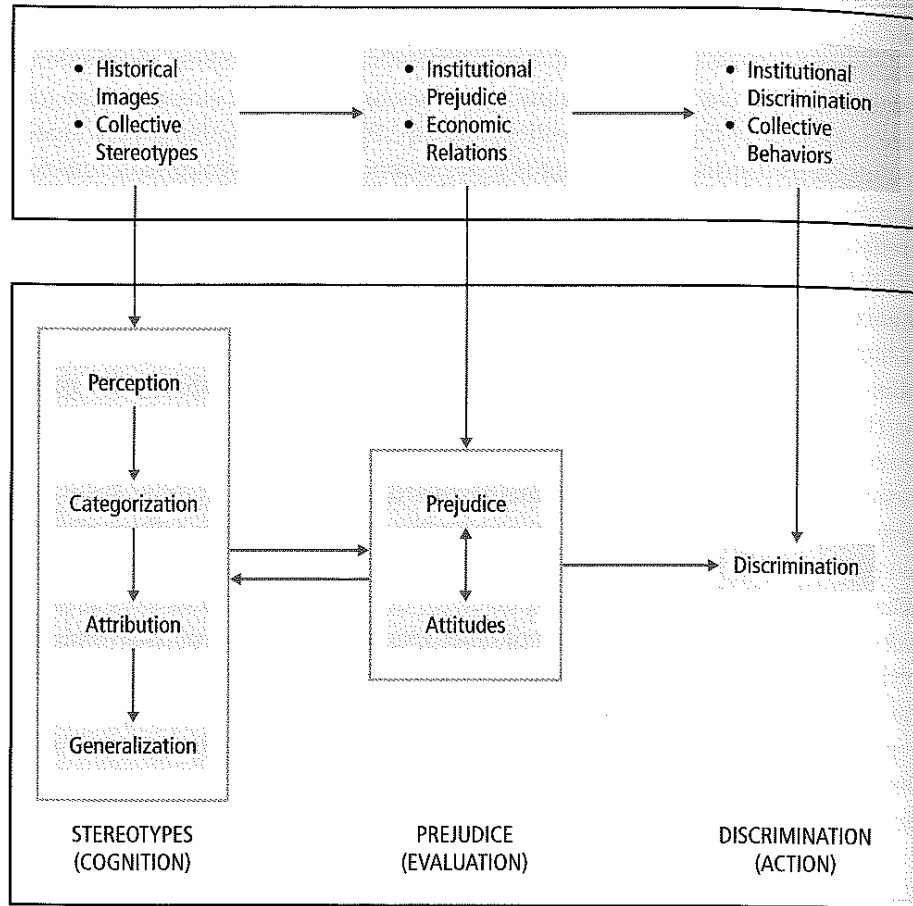 • Historical
Images
• Collective
Stereotypes
• Institutional
Prejudice
• Economic
Relations
• Institutional
Discrimination
• Collective
Behaviors
Perception
Categorization
Attribution
Generalization
Prejudice
Attitudes
Discrimination
STEREOTYPES
(COGNITION)
PREJUDICE
(EVALUATION)
DISCRIMINATION
(ACTION)